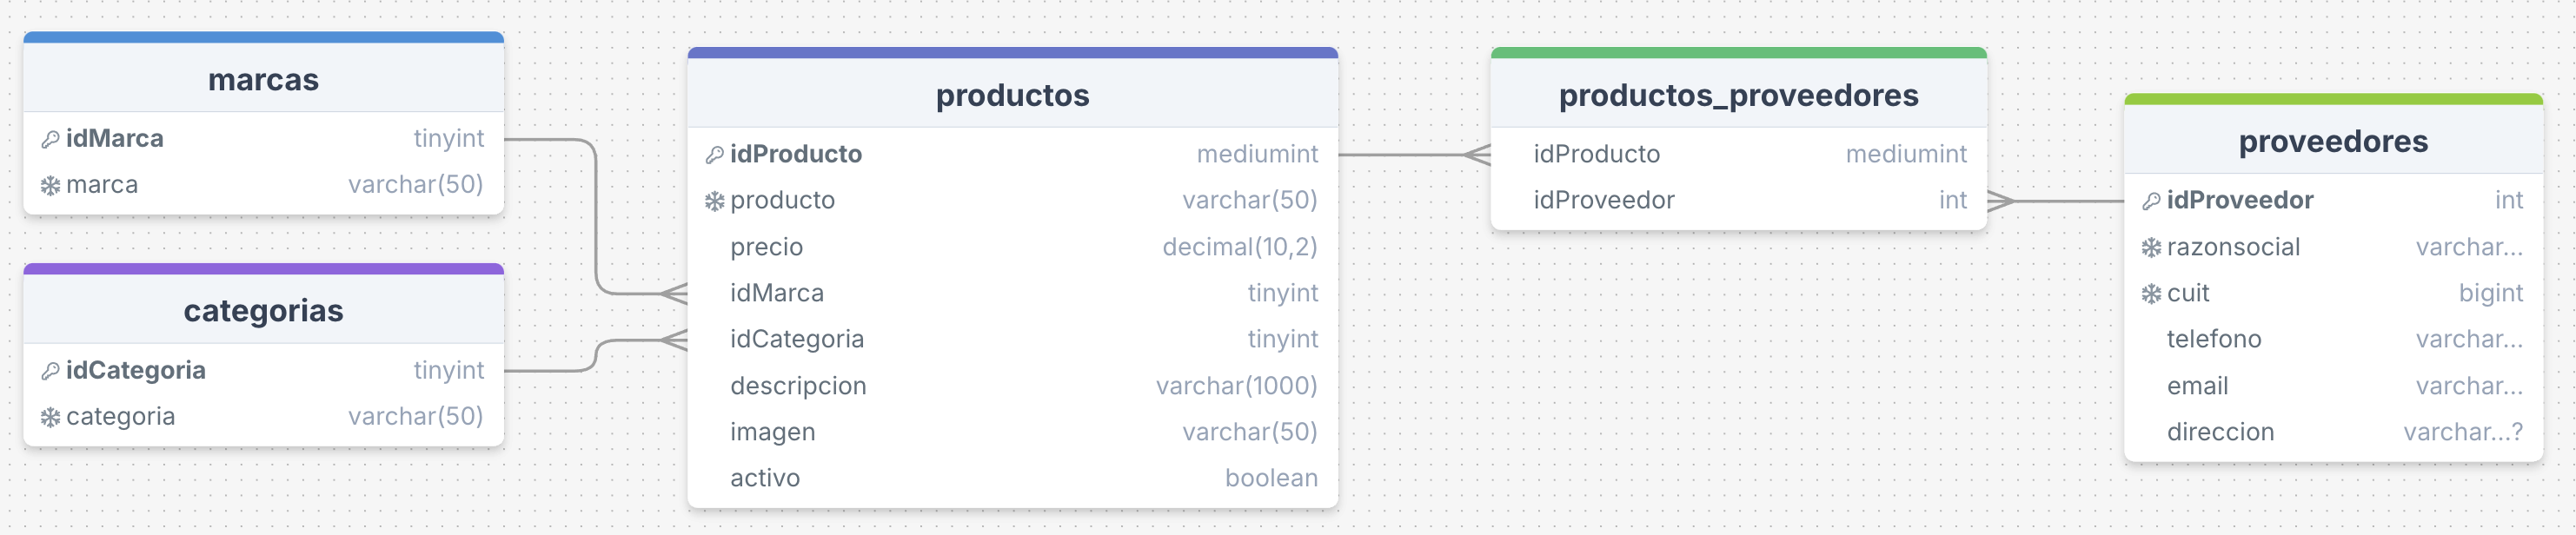 marcas
idMarca tinyint
marca varchar(50)
categorias
idCategoria tinyint
categoria varchar(50)
productos
idProducto mediumint
producto varchar(50)
precio decimal(10,2)
idMarca tinyint
idCategoria tinyint
descripcion varchar(1000)
imagen varchar(50)
activo boolean
productos_proveedores
idProducto mediumint
idProveedor int
proveedores
idProveedor int
razonsocial varchar...
cuit bigint
telefono varchar...
email varchar...
direccion varchar...?